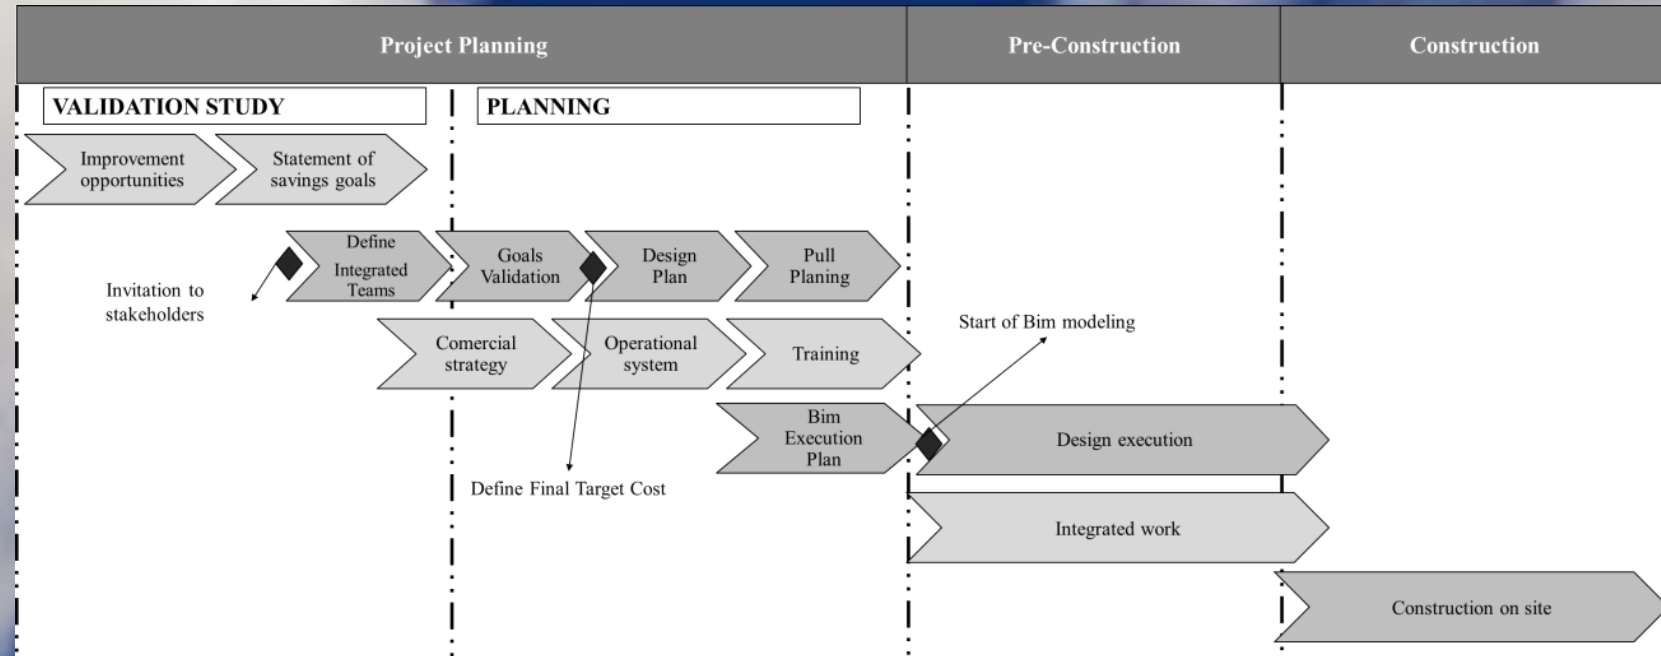 Project Planning
Pre-Construction
Construction
VALIDATION STUDY
PLANNING
Improvement
opportunities
Statement of
savings goals
Define
Integrated
Teams
Goals
Validation
Design
Plan
Pull
Planing
Invitation to
stakeholders
Comercial
strategy
Operational
system
Training
Start of Bim modeling
Bim
Execution
Plan
Design execution
Define Final Target Cost
Integrated work
Construction on site